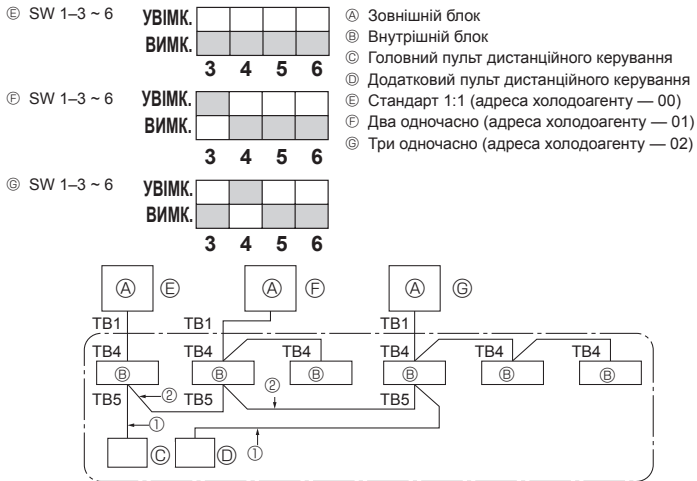 Ⓔ SW 1–3 ~ 6
УВІМК.
ВИМК.
3 4 5 6
Ⓕ SW 1–3 ~ 6
УВІМК.
ВИМК.
3 4 5 6
Ⓖ SW 1–3 ~ 6
УВІМК.
ВИМК.
3 4 5 6
Ⓐ Зовнішній блок
Ⓑ Внутрішній блок
Ⓒ Головний пульт дистанційного керування
Ⓓ Додатковий пульт дистанційного керування
Ⓔ Стандарт 1:1 (адреса холодоагенту — 00)
Ⓕ Два одночасно (адреса холодоагенту — 01)
Ⓖ Три одночасно (адреса холодоагенту — 02)
Ⓐ Ⓔ Ⓐ Ⓕ Ⓐ Ⓖ
TB1 TB1 TB1
TB4 TB4 TB4 TB4 TB4 TB4
Ⓑ Ⓑ Ⓑ Ⓑ Ⓑ Ⓑ
② ②
TB5 TB5 TB5
① ①
Ⓒ Ⓓ